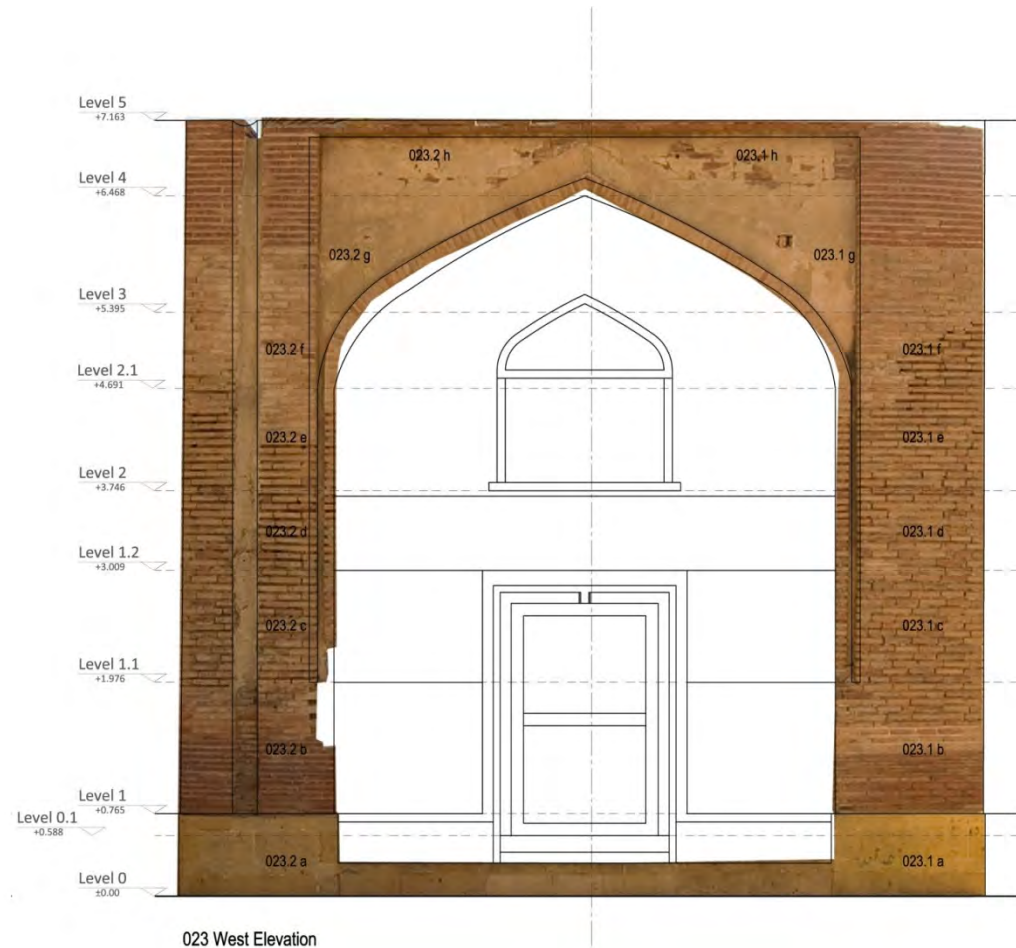 Level 5
+7.163
023.2 h
023.1 h
Level 4
+6.468
023.2 g
023.1 g
Level 3
+5.395
023.2 f
023.1 f
Level 2.1
+4.691
023.2 e
023.1 e
Level 2
+3.746
023.2 d
023.1 d
Level 1.2
+3.009
023.2 c
023.1 c
Level 1.1
+1.976
023.2 b
023.1 b
Level 1
+0.765
Level 0.1
+0.588
023.2 a
023.1 a
Level 0
±0.00
023 West Elevation